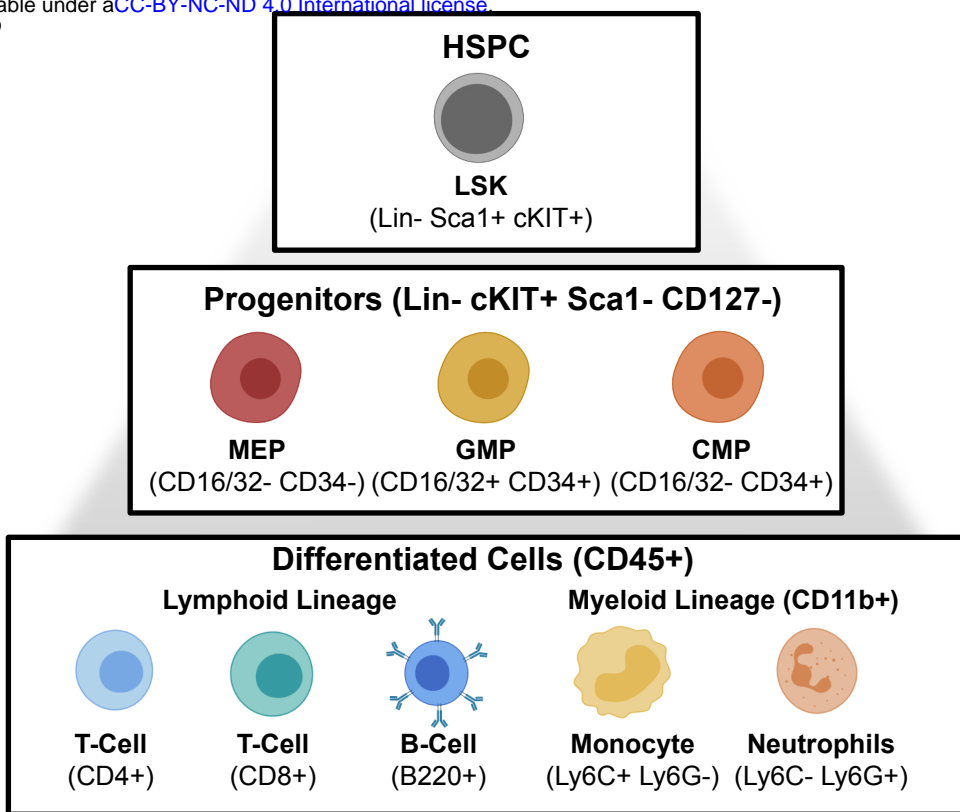 able under aCC-BY-NC-ND 4.0 International license.
HSPC
LSK
(Lin- Sca1+ cKIT+)
Progenitors (Lin- cKIT+ Sca1- CD127-)
MEP GMP CMP
(CD16/32- CD34-) (CD16/32+ CD34+) (CD16/32- CD34+)
Differentiated Cells (CD45+)
Lymphoid Lineage Myeloid Lineage (CD11b+)
T-Cell T-Cell B-Cell Monocyte Neutrophils
(CD4+) (CD8+) (B220+) (Ly6C+ Ly6G-) (Ly6C- Ly6G+)